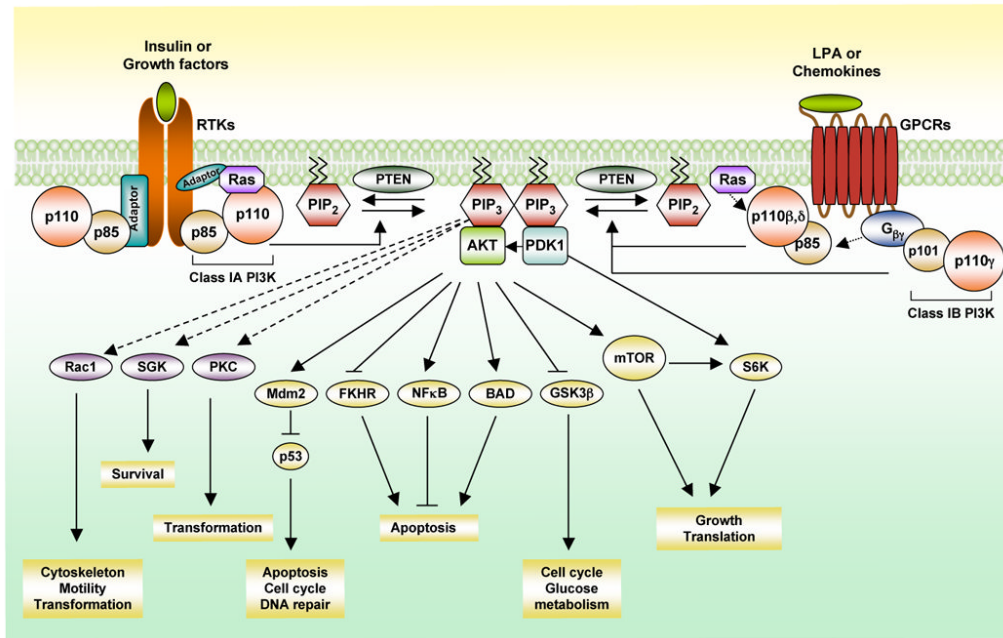 Insulin or
Growth factors
LPA or
Chemokines
RTKs
GPCRs
Adaptor
Adaptor
Ras
PTEN
PTEN
Ras
p110
p85
p85
p110
PIP2
PIP3
PIP3
PIP2
p110β,δ
p85
Gβγ
p101
p110γ
AKT
PDK1
Class IA PI3K
Class IB PI3K
Rac1
SGK
PKC
mTOR
S6K
Mdm2
FKHR
NFκB
BAD
GSK3β
p53
Survival
Transformation
Apoptosis
Growth
Translation
Cytoskeleton
Motility
Transformation
Apoptosis
Cell cycle
DNA repair
Cell cycle
Glucose
metabolism